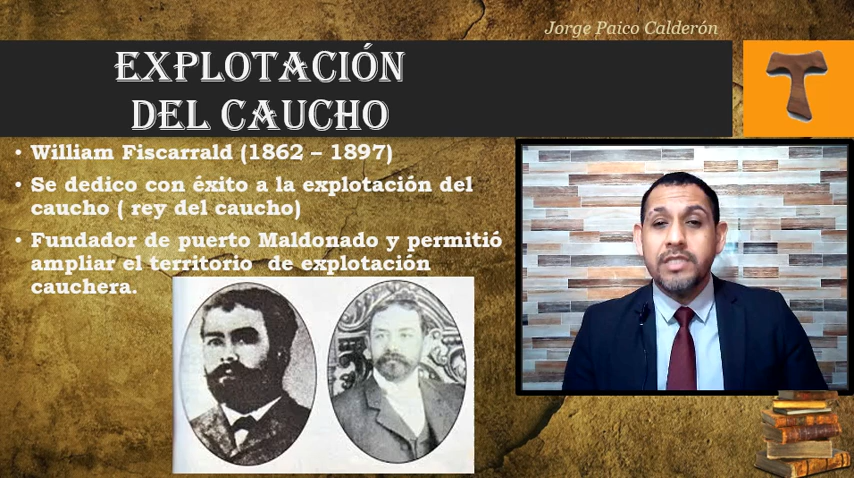 Jorge Paico Calderón
EXPLOTACIÓN
DEL CAUCHO
• William Fiscarrald (1862 – 1897)
• Se dedico con éxito a la explotación del
caucho ( rey del caucho)
• Fundador de puerto Maldonado y permitió
ampliar el territorio de explotación
cauchera.